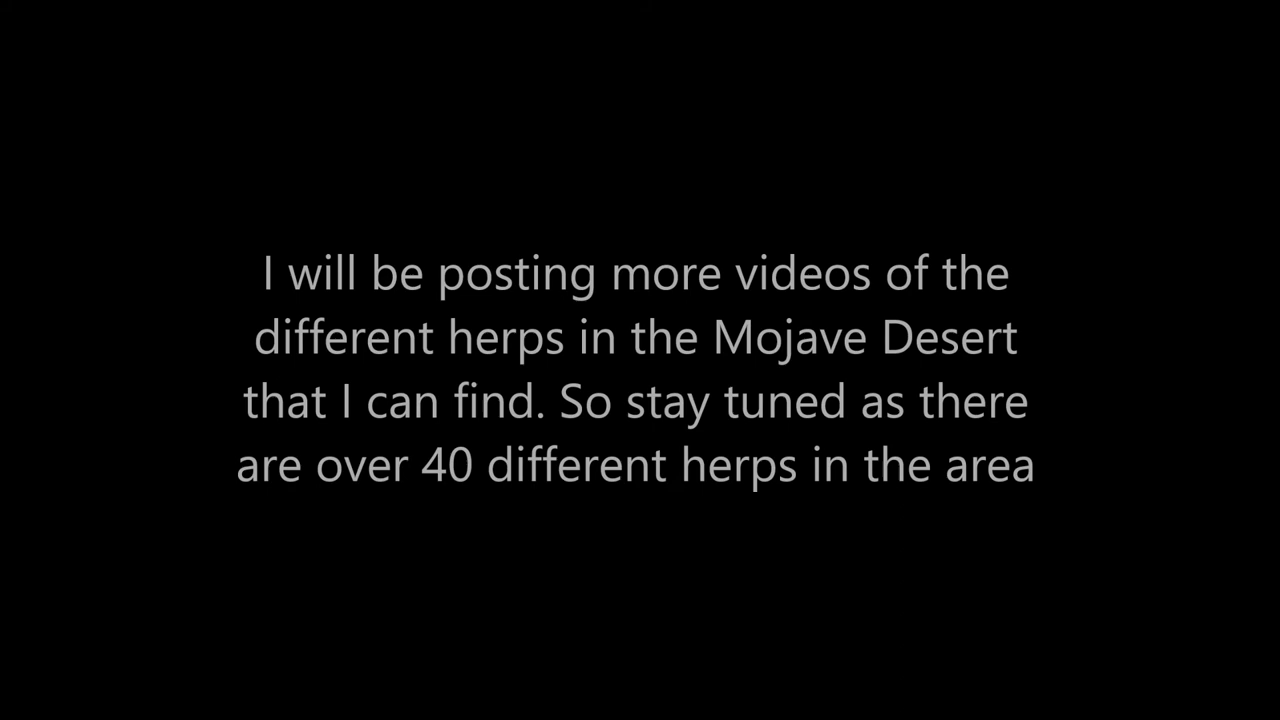 I will be posting more videos of the
different herps in the Mojave Desert
that I can find. So stay tuned as there
are over 40 different herps in the area